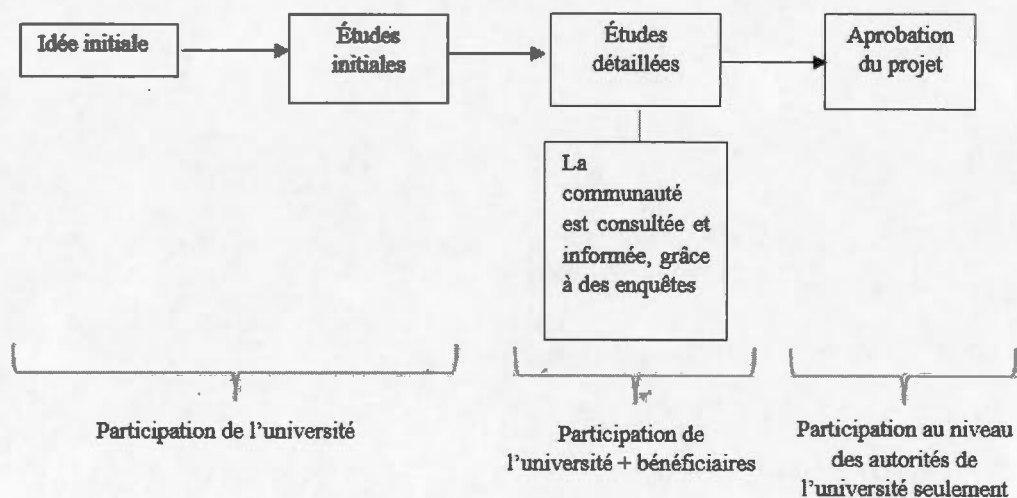 Idée initiale
Études
initiales
Études
détaillées
Aprobation
du projet
La
communauté
est consultée et
informée, grâce
à des enquêtes
Participation de l'université
Participation de
l'université + bénéficiaires
Participation au niveau
des autorités de
l'université seulement